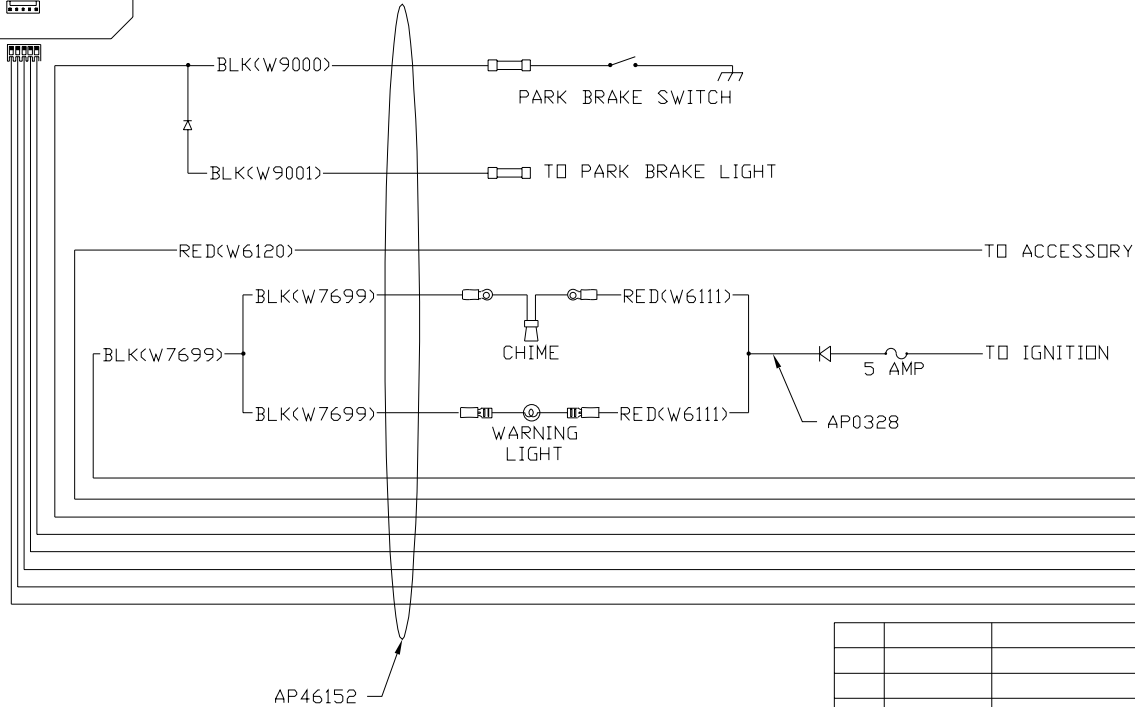 BLK(W9000)
PARK BRAKE SWITCH
BLK(W9001)
TO PARK BRAKE LIGHT
RED(W6120)
TO ACCESSORY
BLK(W7699)
RED(W6111)
CHIME
BLK(W7699)
TO IGNITION
5 AMP
BLK(W7699)
RED(W6111)
WARNING
LIGHT
AP0328
AP46152